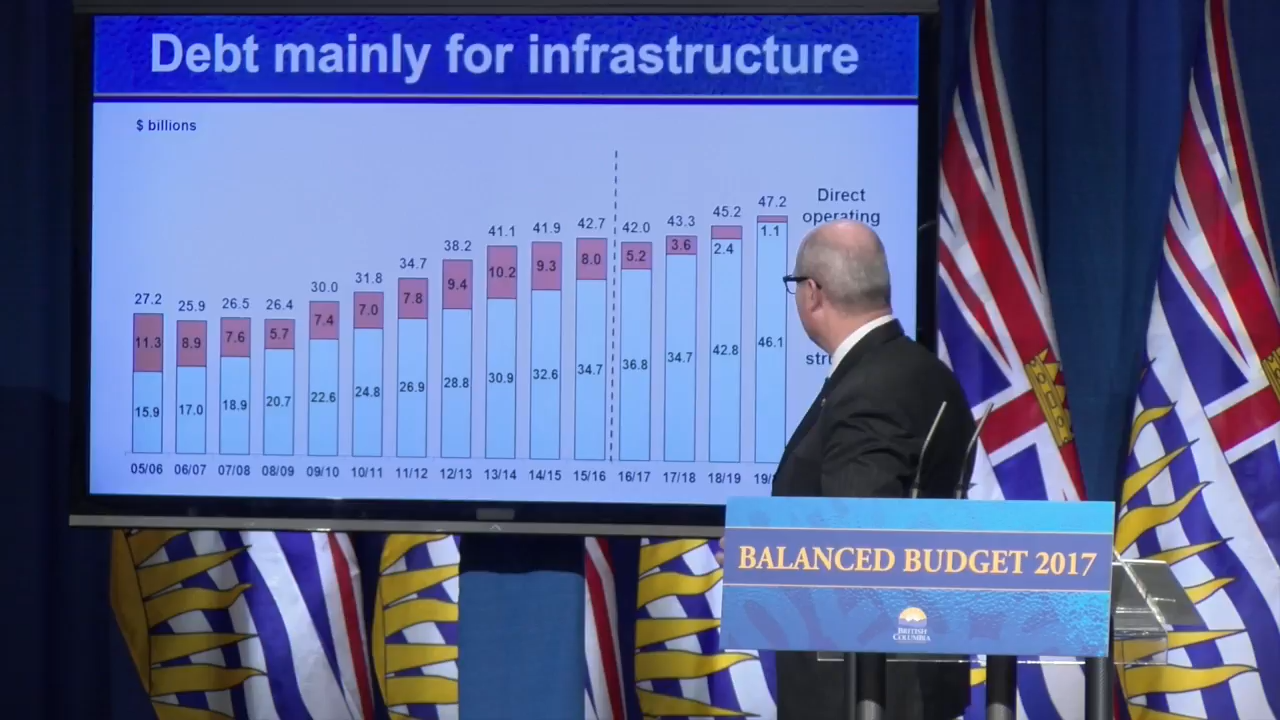 Debt mainly for infrastructure
$ billions
Direct
operating
27.2 25.9 26.5 26.4 30.0 31.8 34.7 38.2 41.1 41.9 42.7 42.0 43.3 45.2 47.2
11.3 8.9 7.6 5.7 7.4 7.0 7.8 9.4 10.2 9.3 8.0 5.2 3.6 2.4 1.1
15.9 17.0 18.9 20.7 22.6 24.8 26.9 28.8 30.9 32.6 34.7 36.8 34.7 42.8 46.1
05/06 06/07 07/08 08/09 09/10 10/11 11/12 12/13 13/14 14/15 15/16 16/17 17/18 18/19
BALANCED BUDGET 2017
BRITISH
COLUMBIA